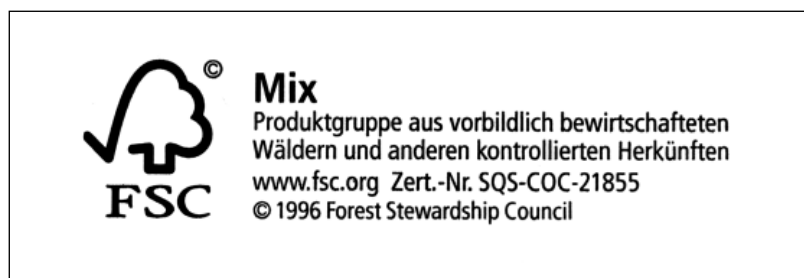 ©
FSC
Mix
Produktgruppe aus vorbildlich bewirtschafteten
Wäldern und anderen kontrollierten Herkünften
www.fsc.org Zert.-Nr. SQS-COC-21855
© 1996 Forest Stewardship Council